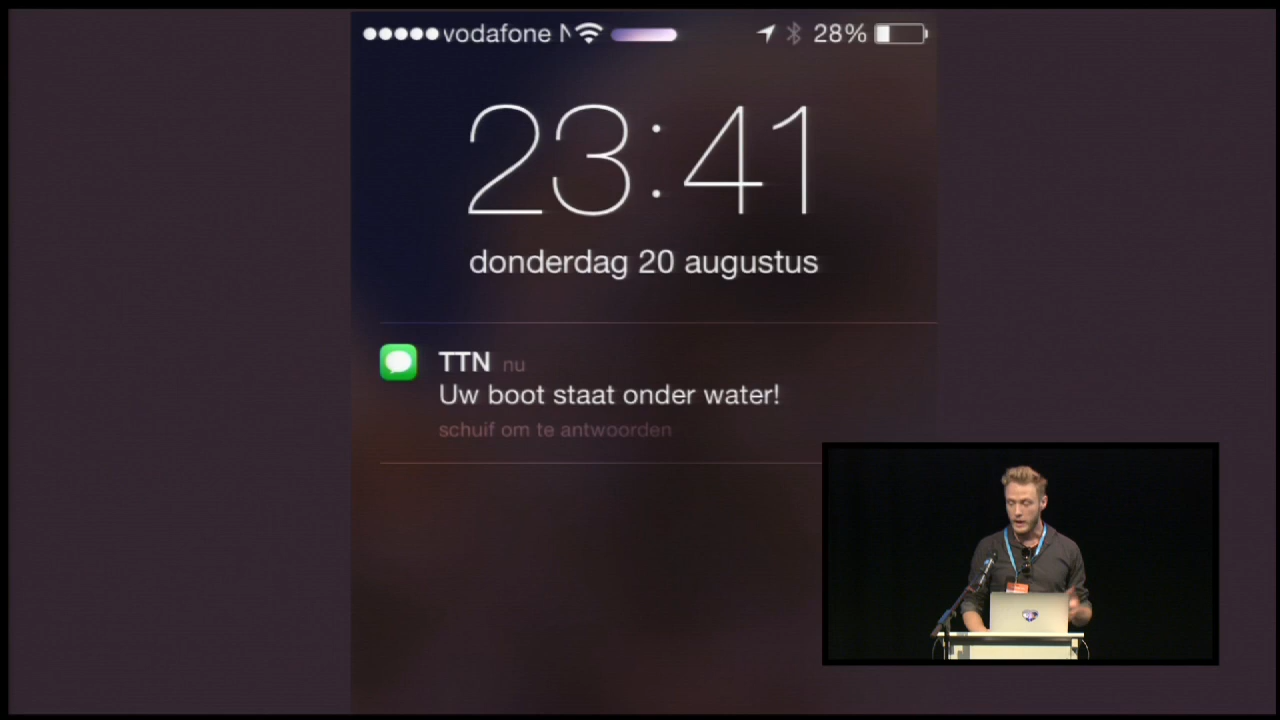 vodafone N 28%
23:41
donderdag 20 augustus
TTN nu
Uw boot staat onder water!
schuif om te antwoorden